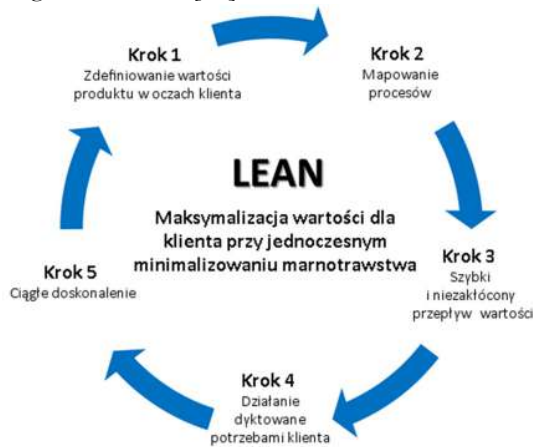 Krok 1
Zdefiniowanie wartości
produktu w oczach klienta
Krok 2
Mapowanie
procesów
LEAN
Maksymalizacja wartości dla
klienta przy jednoczesnym
minimalizowaniu marnotrawstwa
Krok 3
Szybki
i niezakłócony
przepływ wartości
Krok 4
Działanie
dyktowane
potrzebami klienta
Krok 5
Ciągłe doskonalenie